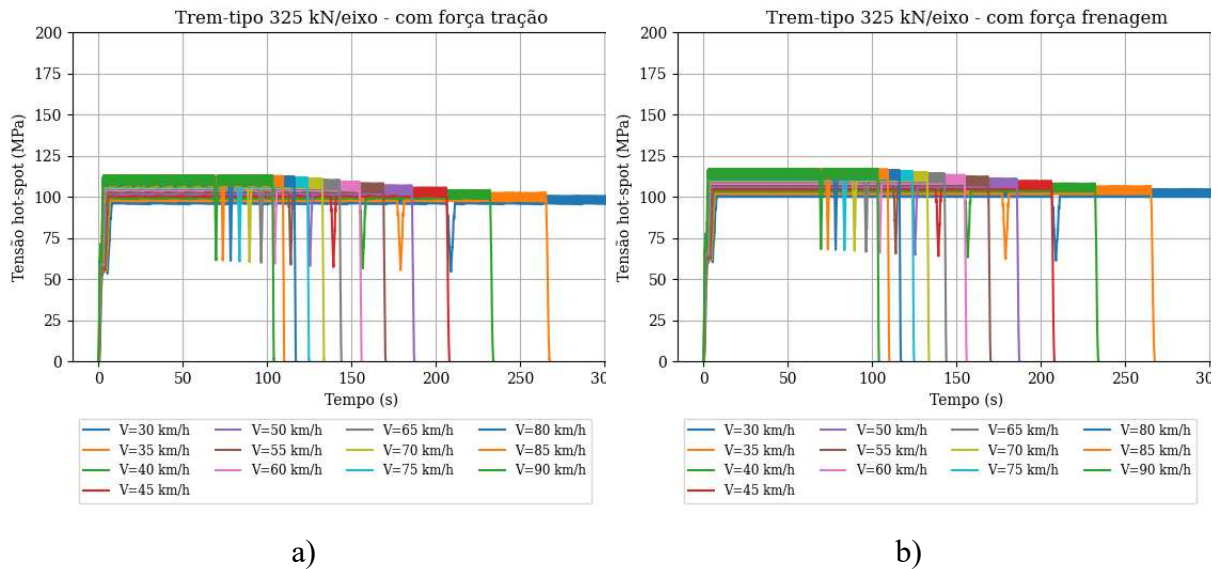 Trem-tipo 325 kN/eixo - com força tração
Tensão hot-spot (MPa)
200
175
150
125
100
75
50
25
0
0 50 100 150 200 250 30
Tempo (s)
V=30 km/h V=50 km/h V=65 km/h V=80 km/h
V=35 km/h V=55 km/h V=70 km/h V=85 km/h
V=40 km/h V=60 km/h V=75 km/h V=90 km/h
V=45 km/h
a)
Trem-tipo 325 kN/eixo - com força frenagem
Tensão hot-spot (MPa)
200
175
150
125
100
75
50
25
0
0 50 100 150 200 250 30
Tempo (s)
V=30 km/h V=50 km/h V=65 km/h V=80 km/h
V=35 km/h V=55 km/h V=70 km/h V=85 km/h
V=40 km/h V=60 km/h V=75 km/h V=90 km/h
V=45 km/h
b)